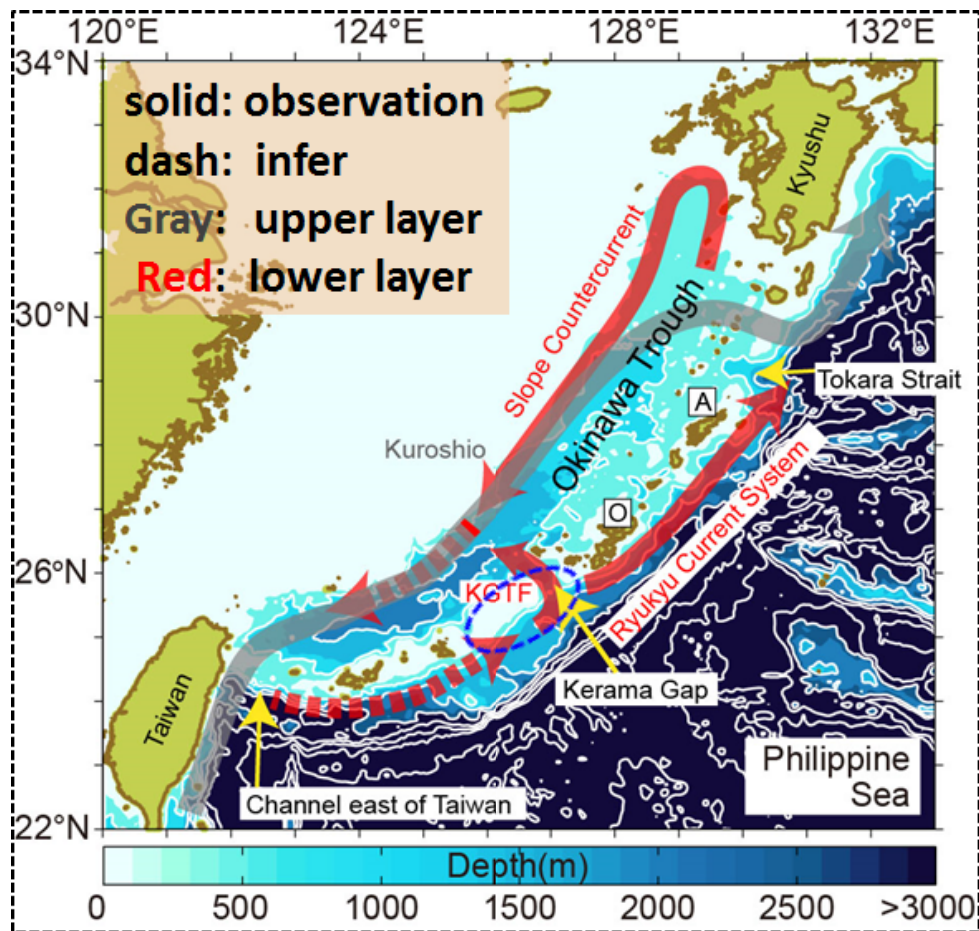 120°E 124°E 128°E 132°E
34°N
solid: observation
dash: infer
Gray: upper layer
Red: lower layer
Kyushu
30°N
Slope Countercurrent
Okinawa Trough
Tokara Strait
A
Kuroshio
O
26°N
KGTF
Ryukyu Current System
Kerama Gap
Taiwan
Channel east of Taiwan
Philippine
Sea
22°N
Depth(m)
0 500 1000 1500 2000 2500 >3000